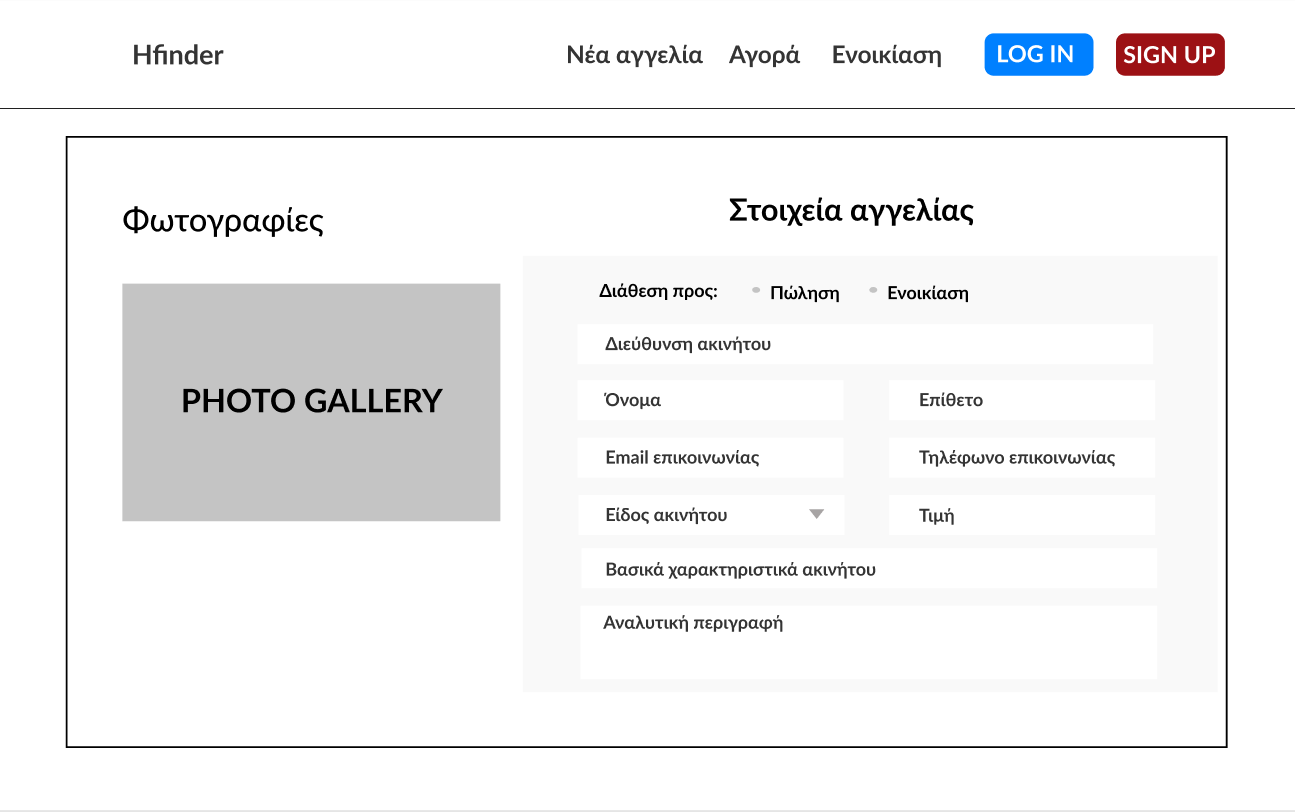 Hfinder Νέα αγγελία Αγορά Ενοικίαση LOG IN SIGN UP
Φωτογραφίες
PHOTO GALLERY
Στοιχεία αγγελίας
Διάθεση προς: Πώληση Ενοικίαση
Διεύθυνση ακινήτου
Όνομα Επίθετο
Email επικοινωνίας Τηλέφωνο επικοινωνίας
Είδος ακινήτου Τιμή
Βασικά χαρακτηριστικά ακινήτου
Αναλυτική περιγραφή